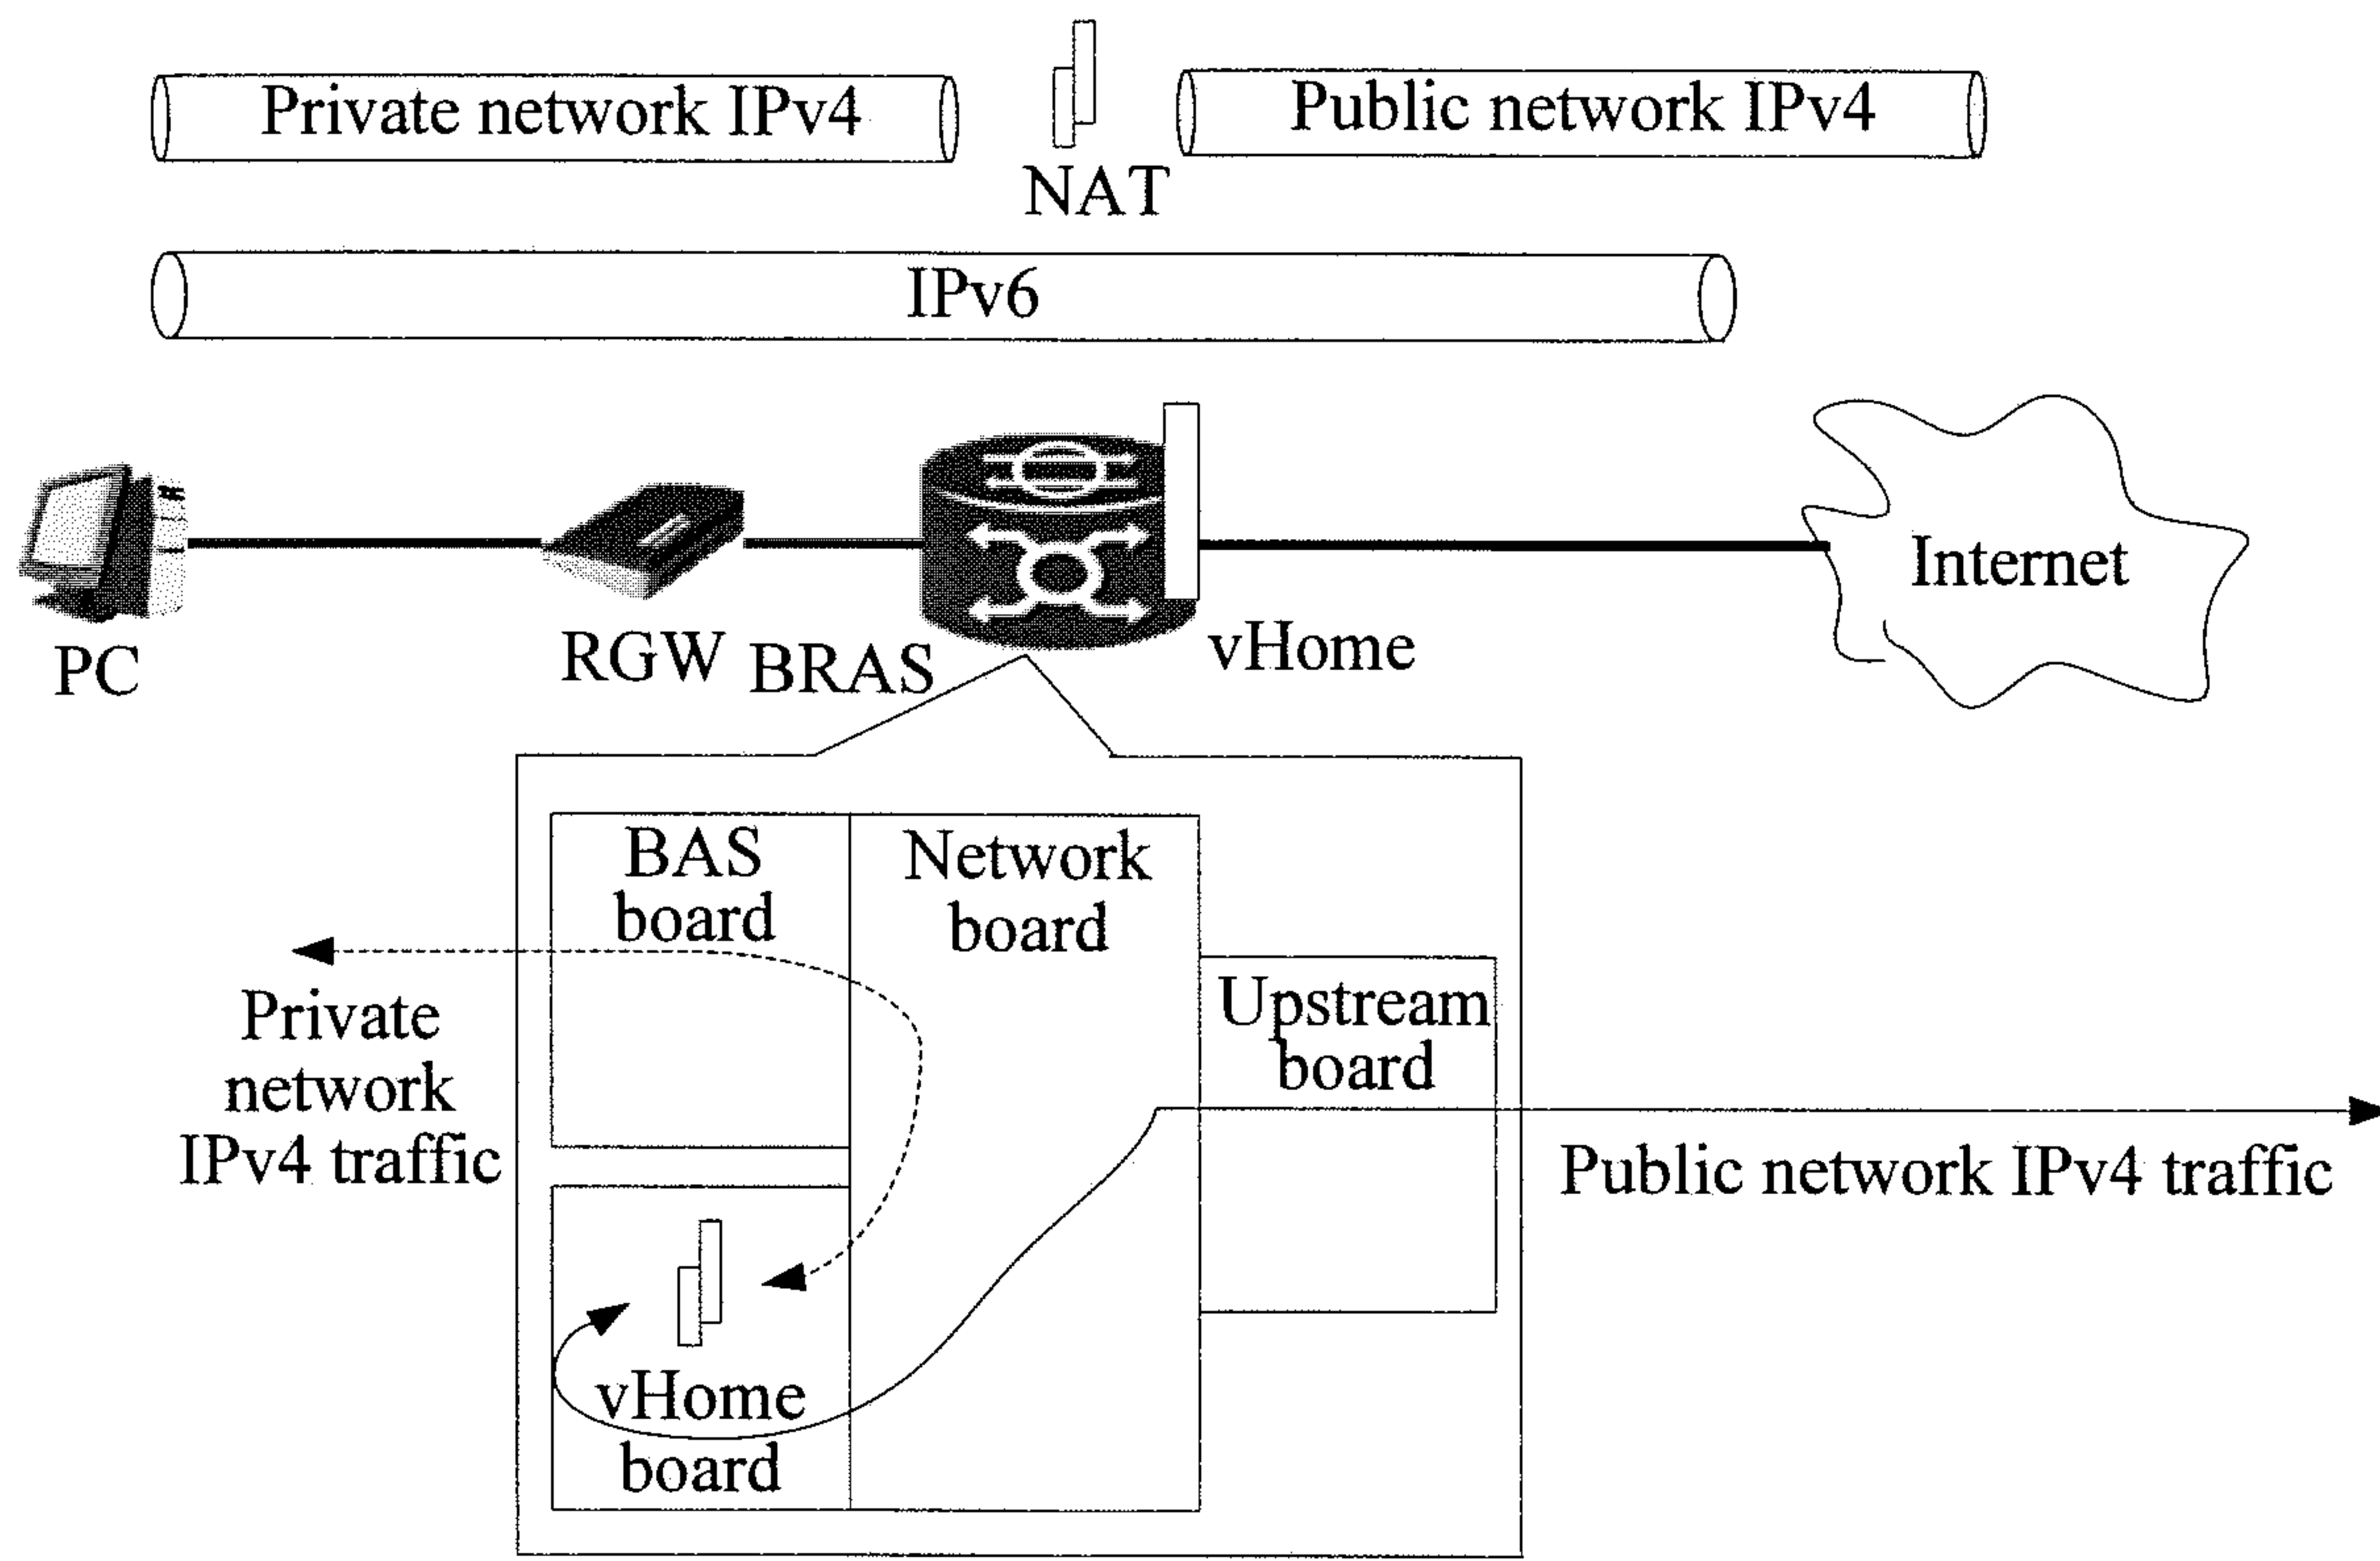 Private network IPv4
Public network IPv4
NAT
IPv6
Internet
PC
RGW
BRAS
vHome
BAS
board
Network
board
Upstream
board
Private
network
IPv4 traffic
Public network IPv4 traffic
vHome
board